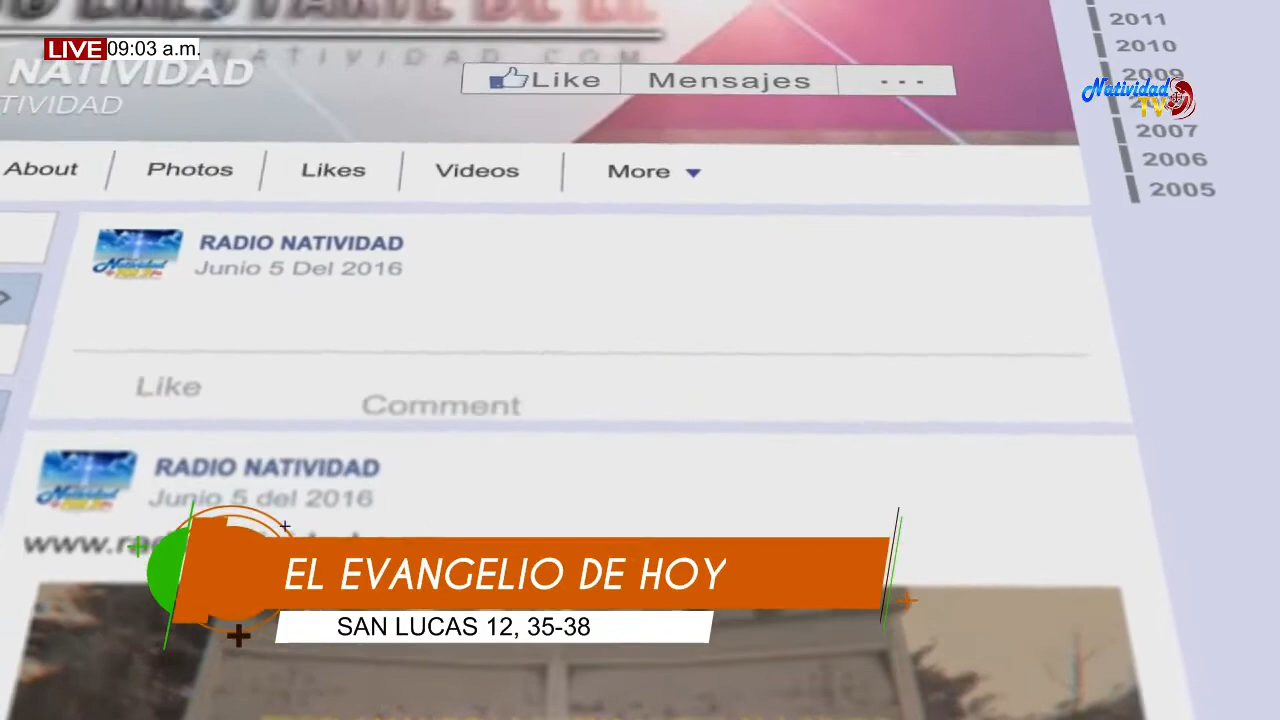 LIVE 09:03 a.m.
NATIVIDAD
TIVIDAD
Like
Mensajes
...
2011
2010
2009
2007
2006
2005
Natividad
TV
About
Photos
Likes
Videos
More
RADIO NATIVIDAD
Junio 5 Del 2016
Like
Comment
RADIO NATIVIDAD
Junio 5 del 2016
EL EVANGELIO DE HOY
SAN LUCAS 12, 35-38